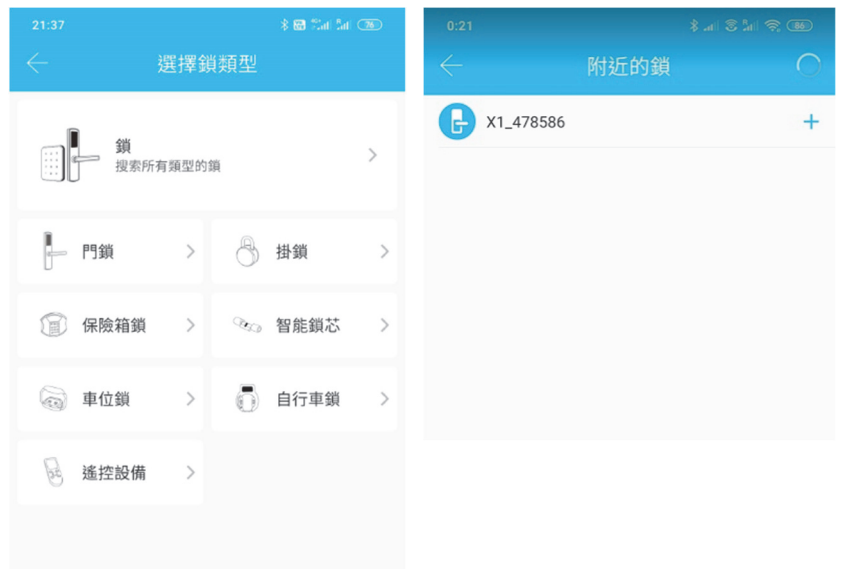 21:37
76
選擇鎖類型
鎖
搜索所有類型的鎖
門鎖
掛鎖
保險箱鎖
智能鎖芯
車位鎖
自行車鎖
遙控設備
0:21
86
附近的鎖
X1_478586